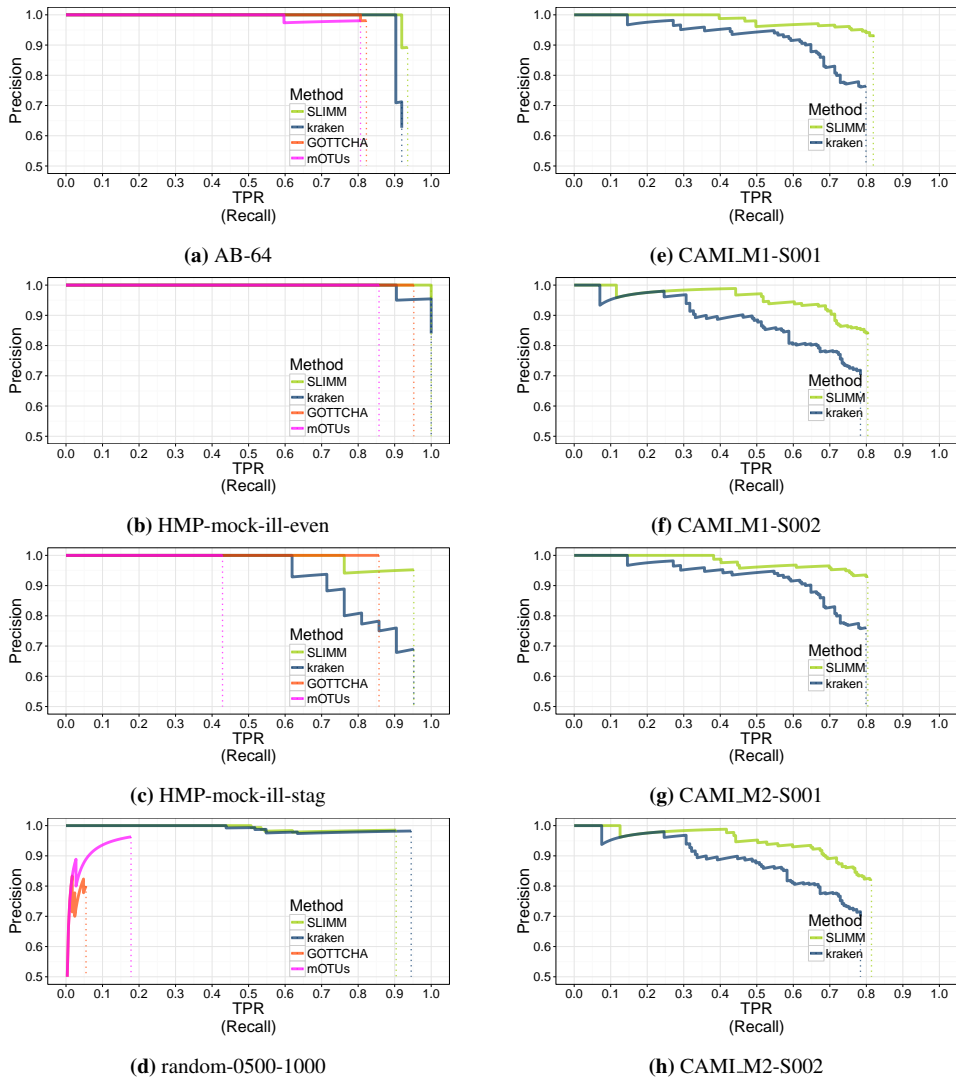 1.0
0.9
0.8
0.7
0.6
0.5
Precision
Method
SLIMM
kraken
GOTTCHA
mOTUs
0.0 0.1 0.2 0.3 0.4 0.5 0.6 0.7 0.8 0.9 1.0
TPR
(Recall)
(a) AB-64
1.0
0.9
0.8
0.7
0.6
0.5
Precision
Method
SLIMM
kraken
0.0 0.1 0.2 0.3 0.4 0.5 0.6 0.7 0.8 0.9 1.0
TPR
(Recall)
(e) CAMI_M1-S001
1.0
0.9
0.8
0.7
0.6
0.5
Precision
Method
SLIMM
kraken
GOTTCHA
mOTUs
0.0 0.1 0.2 0.3 0.4 0.5 0.6 0.7 0.8 0.9 1.0
TPR
(Recall)
(b) HMP-mock-ill-even
1.0
0.9
0.8
0.7
0.6
0.5
Precision
Method
SLIMM
kraken
0.0 0.1 0.2 0.3 0.4 0.5 0.6 0.7 0.8 0.9 1.0
TPR
(Recall)
(f) CAMI_M1-S002
1.0
0.9
0.8
0.7
0.6
0.5
Precision
Method
SLIMM
kraken
GOTTCHA
mOTUs
0.0 0.1 0.2 0.3 0.4 0.5 0.6 0.7 0.8 0.9 1.0
TPR
(Recall)
(c) HMP-mock-ill-stag
1.0
0.9
0.8
0.7
0.6
0.5
Precision
Method
SLIMM
kraken
0.0 0.1 0.2 0.3 0.4 0.5 0.6 0.7 0.8 0.9 1.0
TPR
(Recall)
(g) CAMI_M2-S001
1.0
0.9
0.8
0.7
0.6
0.5
Precision
Method
SLIMM
kraken
GOTTCHA
mOTUs
0.0 0.1 0.2 0.3 0.4 0.5 0.6 0.7 0.8 0.9 1.0
TPR
(Recall)
(d) random-0500-1000
1.0
0.9
0.8
0.7
0.6
0.5
Precision
Method
SLIMM
kraken
0.0 0.1 0.2 0.3 0.4 0.5 0.6 0.7 0.8 0.9 1.0
TPR
(Recall)
(h) CAMI_M2-S002